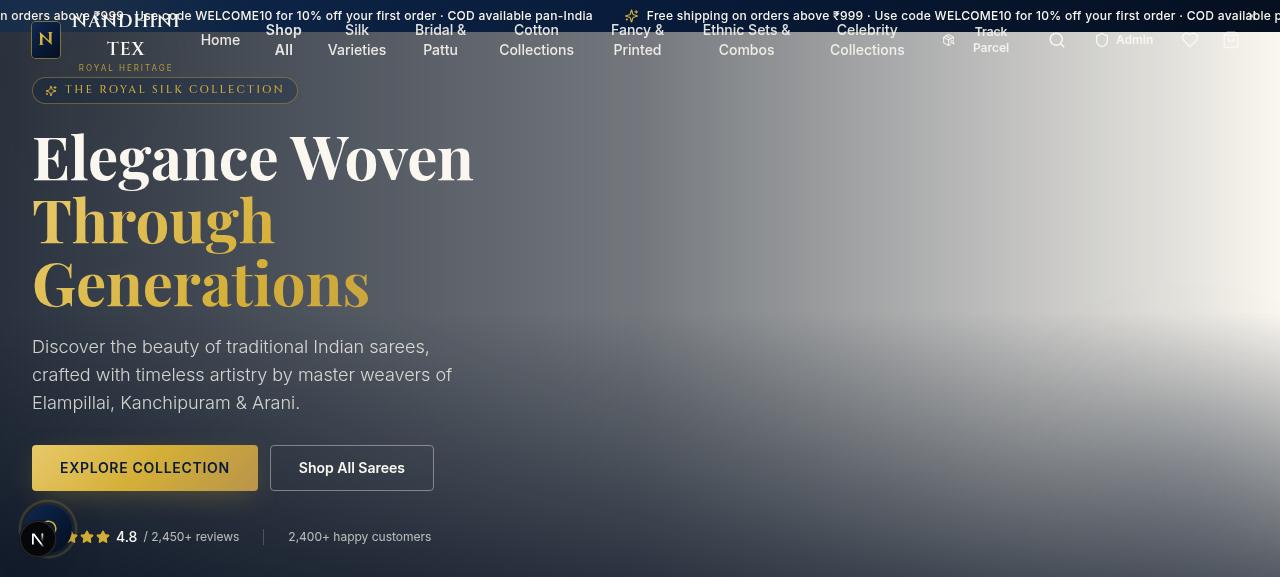 n orders above ₹999 · Use code WELCOME10 for 10% off your first order · COD available pan-India
Free shipping on orders above ₹999 · Use code WELCOME10 for 10% off your first order · COD available p
N
NANDHINI
TEX
ROYAL HERITAGE
Home
Shop
All
Silk
Varieties
Bridal &
Pattu
Cotton
Collections
Fancy &
Printed
Ethnic Sets &
Combos
Celebrity
Collections
Track
Parcel
Admin
THE ROYAL SILK COLLECTION
Elegance Woven
Through
Generations
Discover the beauty of traditional Indian sarees,
crafted with timeless artistry by master weavers of
Elampillai, Kanchipuram & Arani.
EXPLORE COLLECTION
Shop All Sarees
N
4.8 / 2,450+ reviews
2,400+ happy customers